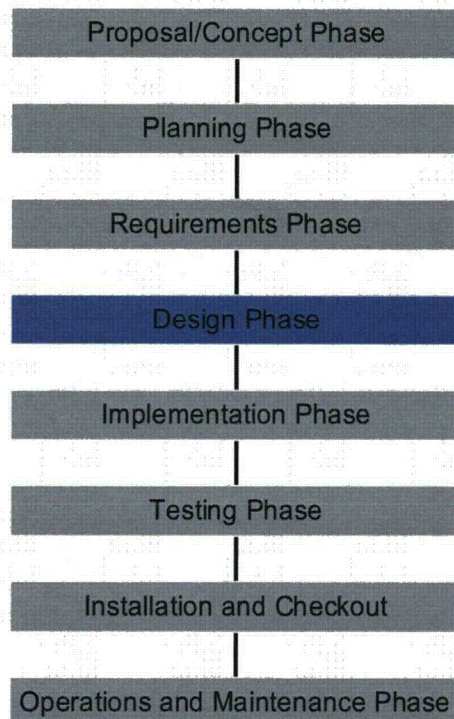 Proposal/Concept Phase
Planning Phase
Requirements Phase
Design Phase
Implementation Phase
Testing Phase
Installation and Checkout
Operations and Maintenance Phase